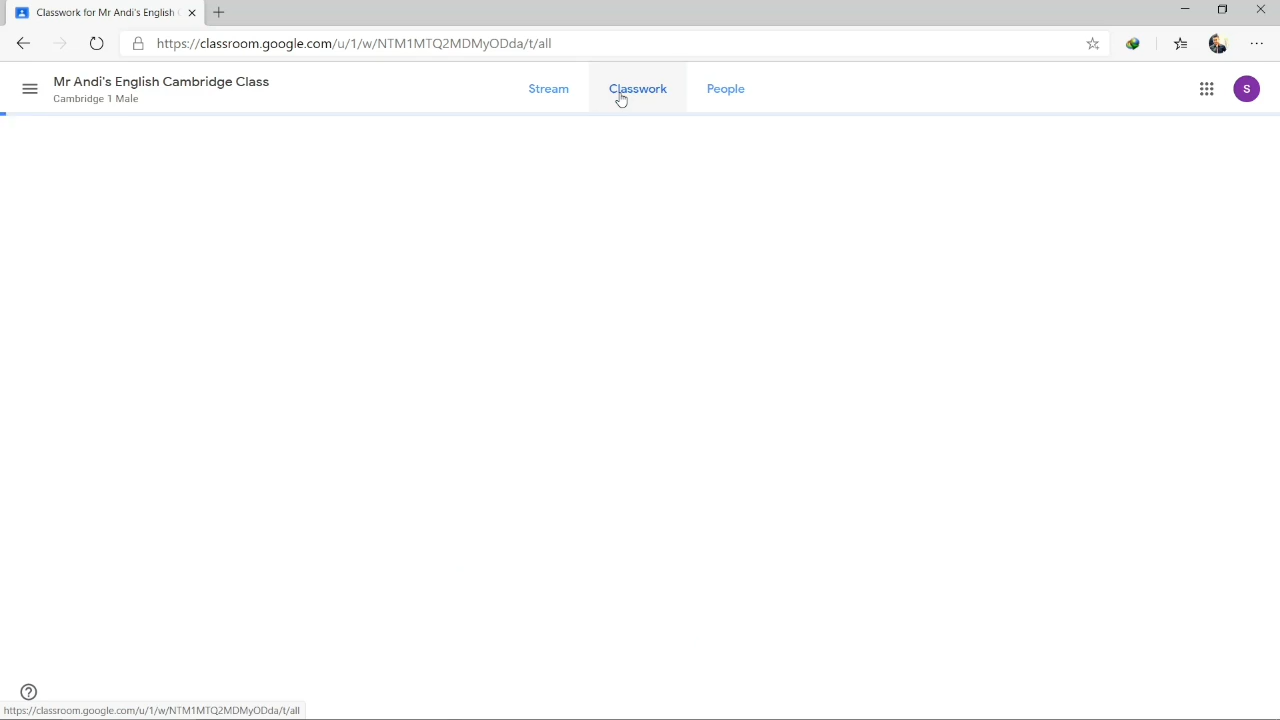 Classwork for Mr Andi's English
https://classroom.google.com/u/1/w/NTM1MTQ2MDMyODda/t/all
Mr Andi's English Cambridge Class
Cambridge 1 Male
Stream
Classwork
People
S
https://classroom.google.com/u/1/w/NTM1MTQ2MDMyODda/t/all